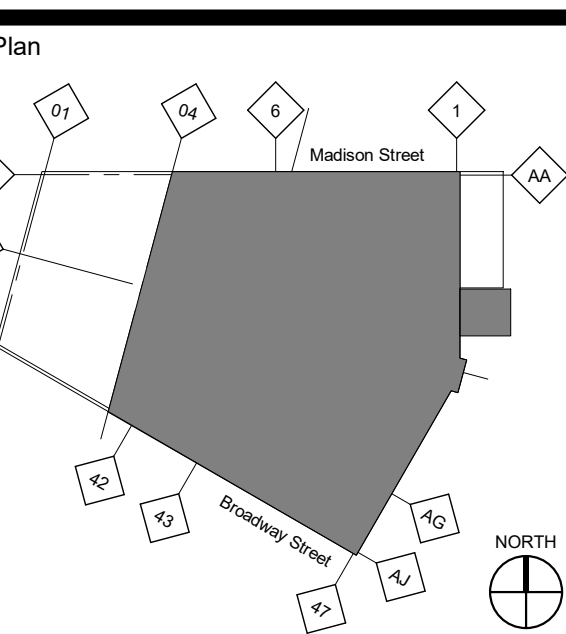 Plan
01
04
6
1
Madison Street
AA
42
43
Broadway Street
AG
AJ
47
NORTH